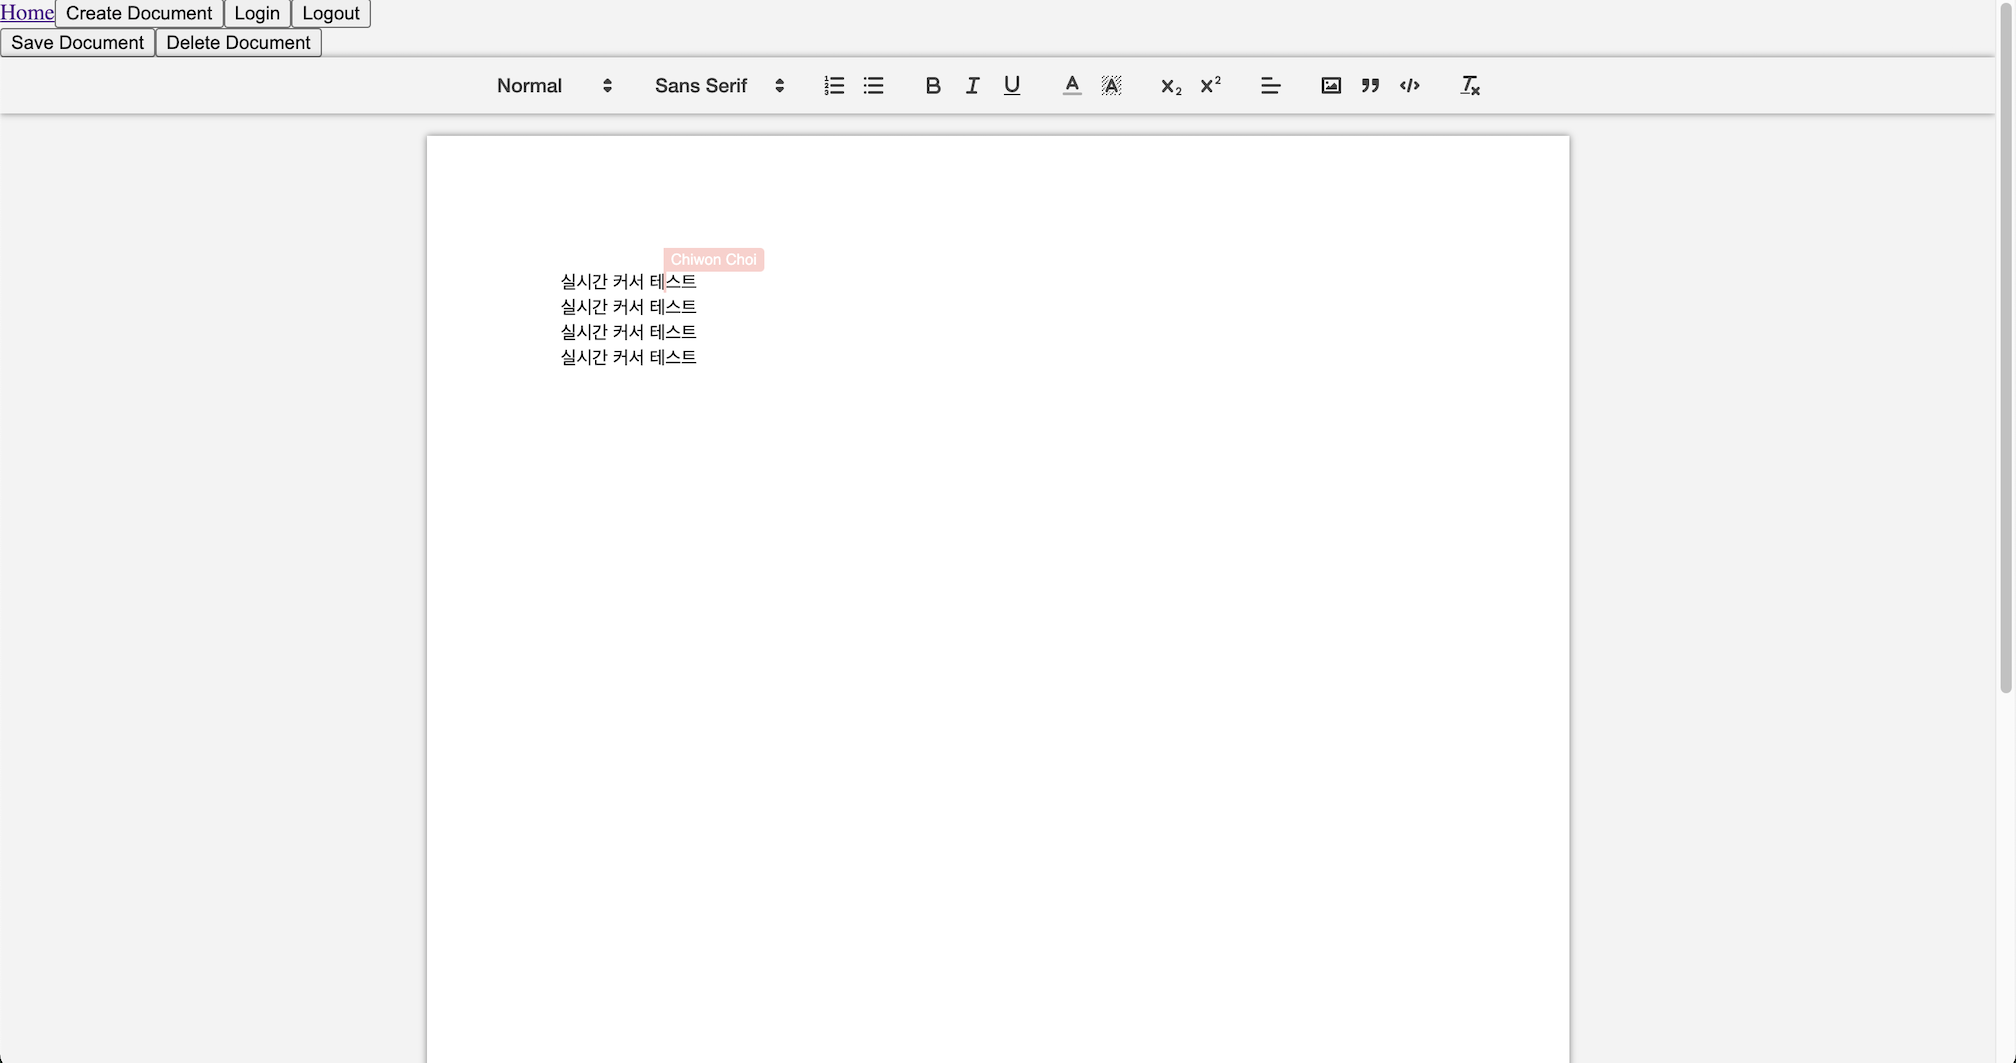 Home Create Document Login Logout
Save Document Delete Document
Normal Sans Serif
Chiwon Choi
실시간 커서 테스트
실시간 커서 테스트
실시간 커서 테스트
실시간 커서 테스트